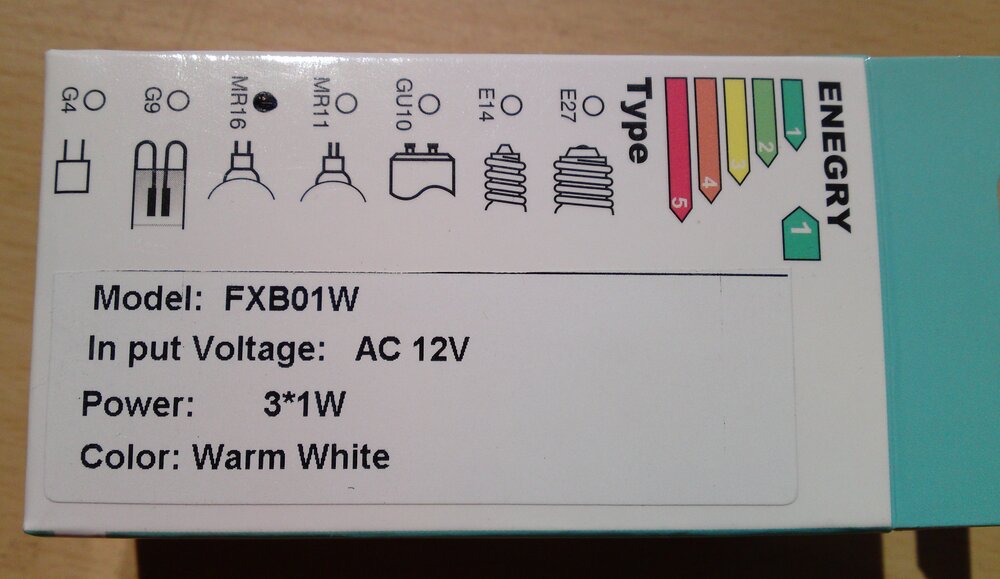 ENEGRY
1
2
3
4
5
1
Type
E27
E14
GU10
MR11
MR16
G9
G4
Model: FXB01W
In put Voltage: AC 12V
Power: 3*1W
Color: Warm White